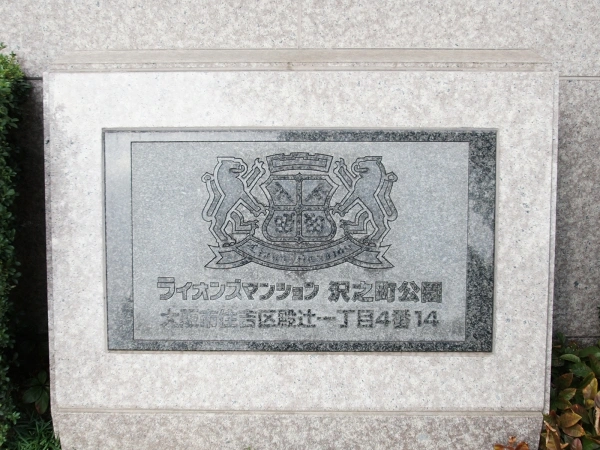 ライオンズマンション 沢之町公園
大阪市住吉区殿辻一丁目4番14